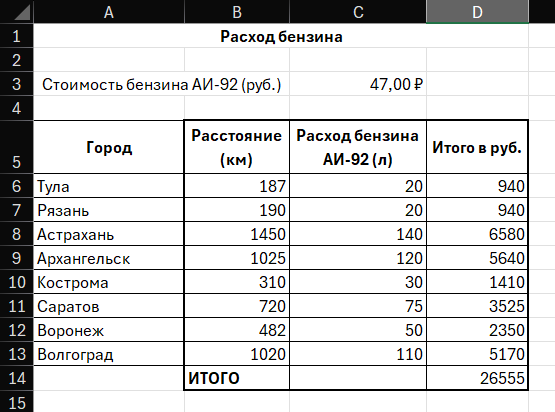 A B C D
1 Расход бензина
2
3 Стоимость бензина АИ-92 (руб.) 47,00 ₽
4
5 Город Расстояние (км) Расход бензина АИ-92 (л) Итого в руб.
6 Тула 187 20 940
7 Рязань 190 20 940
8 Астрахань 1450 140 6580
9 Архангельск 1025 120 5640
10 Кострома 310 30 1410
11 Саратов 720 75 3525
12 Воронеж 482 50 2350
13 Волгоград 1020 110 5170
14 ИТОГО 26555
15